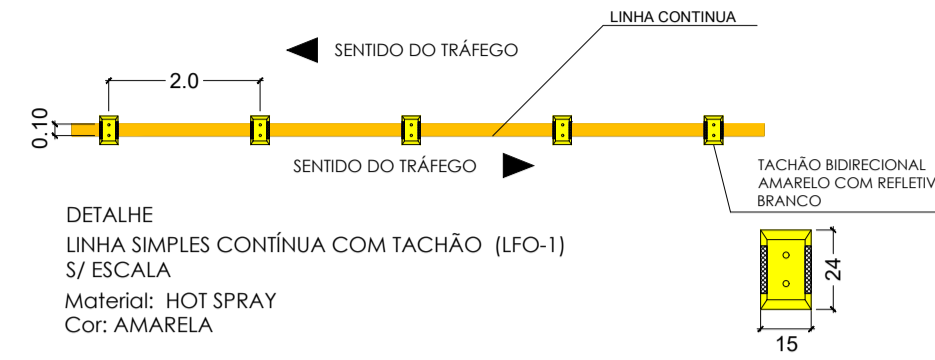 LINHA CONTINUA
SENTIDO DO TRÁFEGO
2.0
0.10
SENTIDO DO TRÁFEGO
TACHÃO BIDIRECIONAL
AMARELO COM REFLETIV
BRANCO
DETALHE
LINHA SIMPLES CONTÍNUA COM TACHÃO (LFO-1)
S/ ESCALA
Material: HOT SPRAY
Cor: AMARELA
24
15